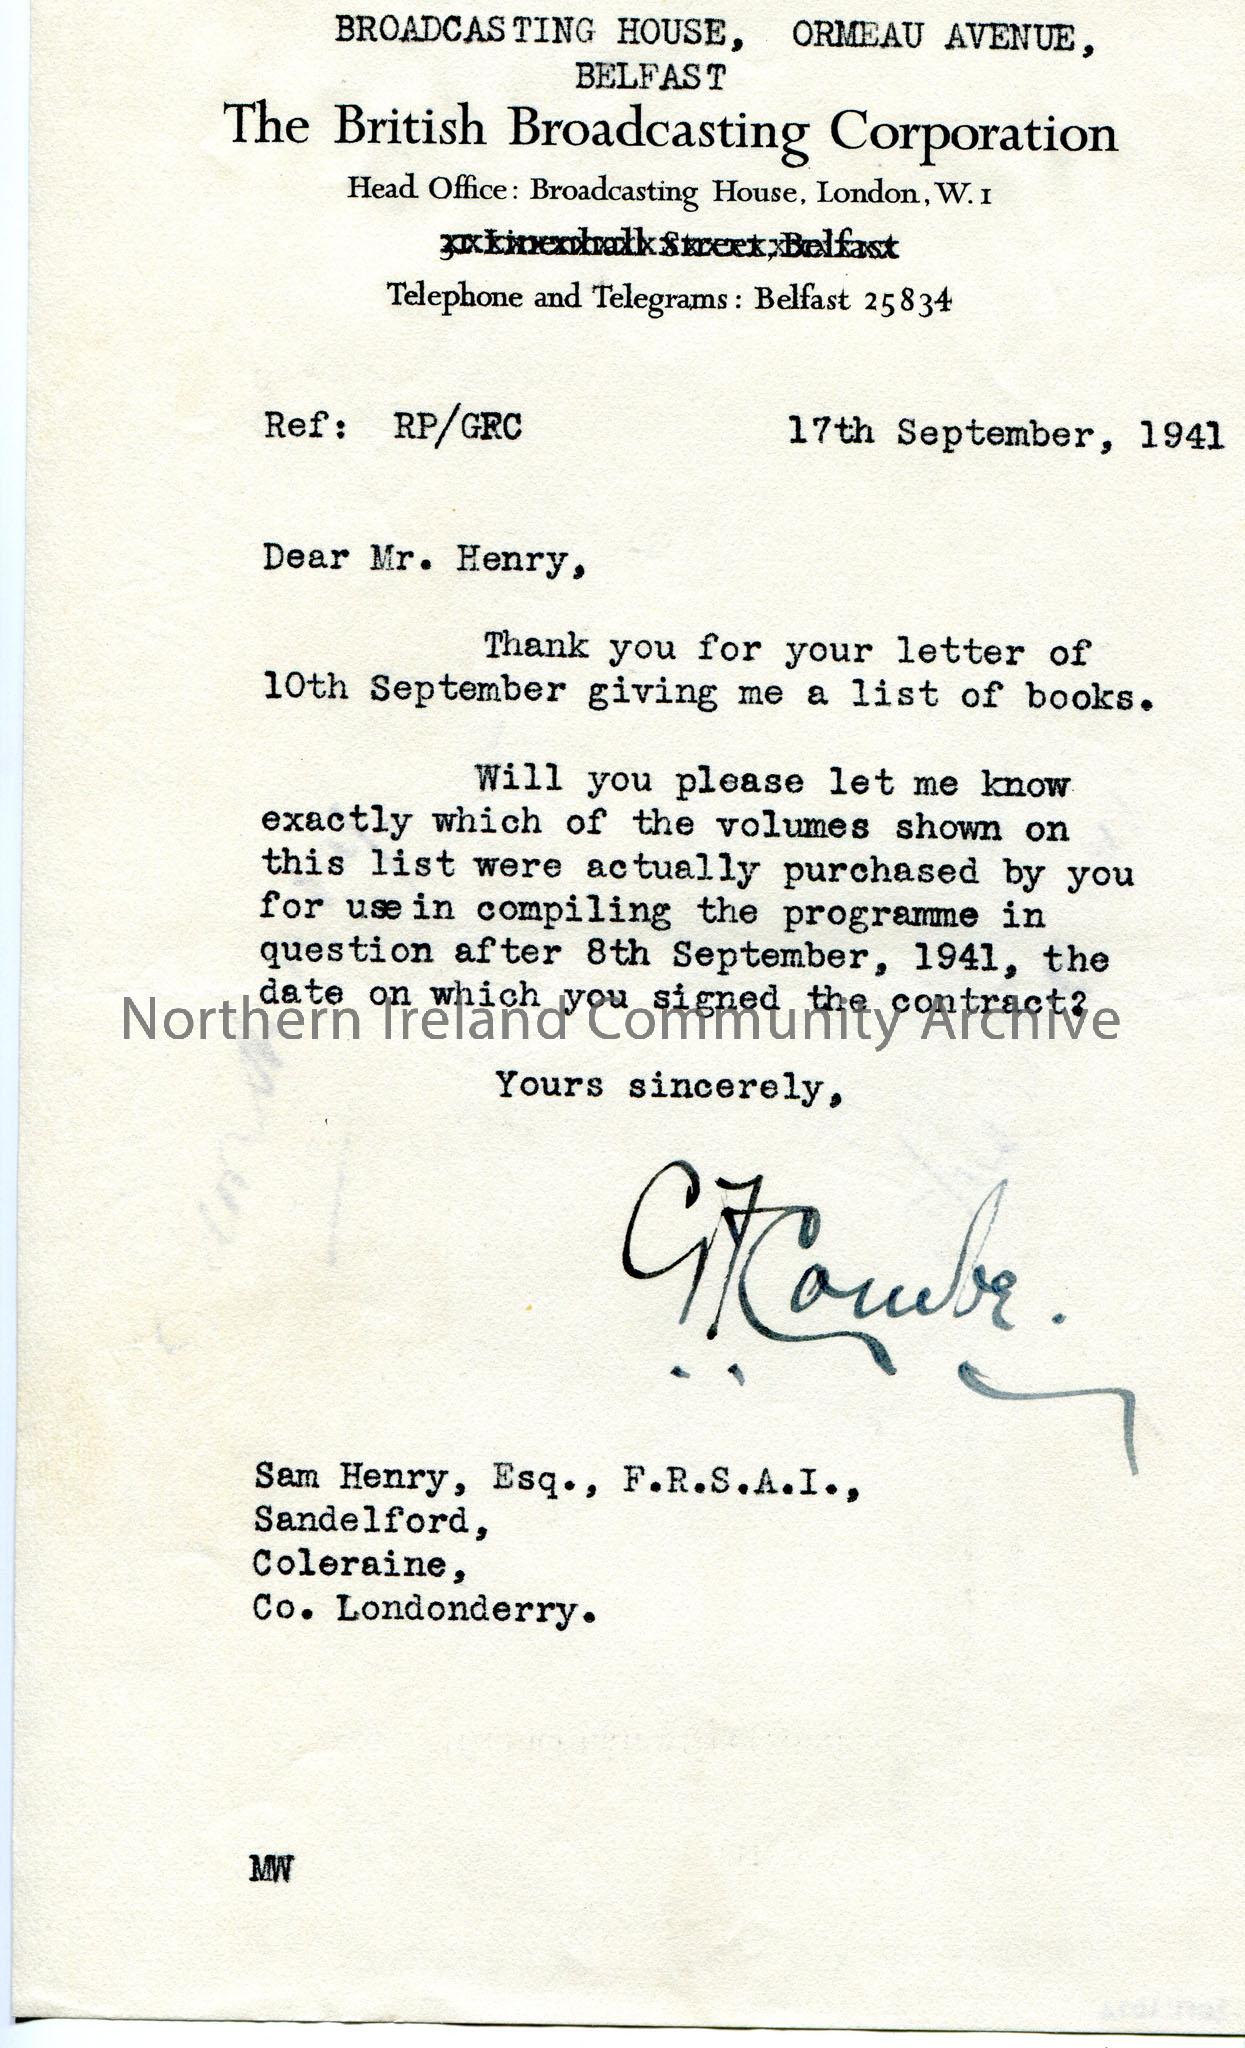 BROADCASTING HOUSE, ORMEAU AVENUE,
BELFAST
The British Broadcasting Corporation
Head Office: Broadcasting House, London, W.1
31 Linenhall Street, Belfast
Telephone and Telegrams: Belfast 25834
Ref: RP/GFC 17th September, 1941
Dear Mr. Henry,
Thank you for your letter of
10th September giving me a list of books.
Will you please let me know
exactly which of the volumes shown on
this list were actually purchased by you
for use in compiling the programme in
question after 8th September, 1941, the
date on which you signed the contract?
Northern Ireland Community Archive
Yours sincerely,
G F Combe.
Sam Henry, Esq., F.R.S.A.I.,
Sandelford,
Coleraine,
Co. Londonderry.
MW